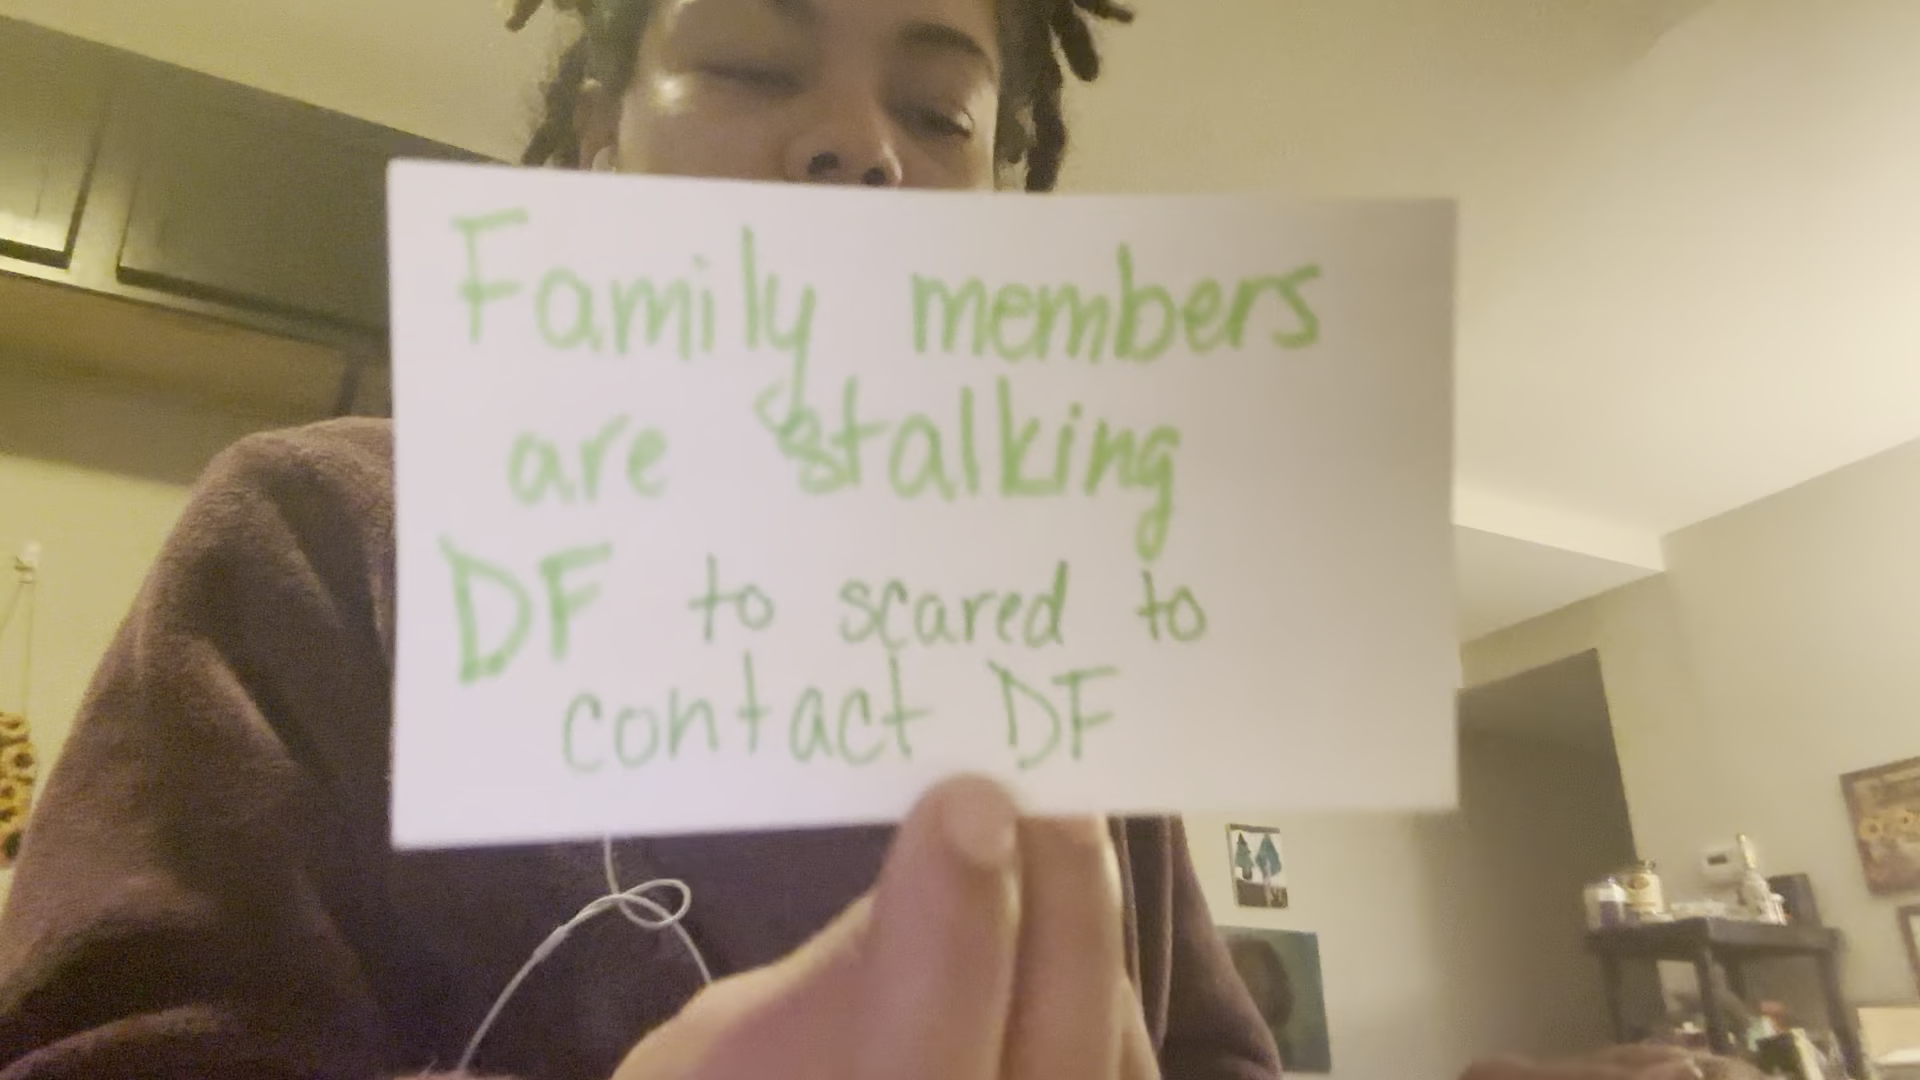 Family members
are stalking
DF to scared to
contact DF